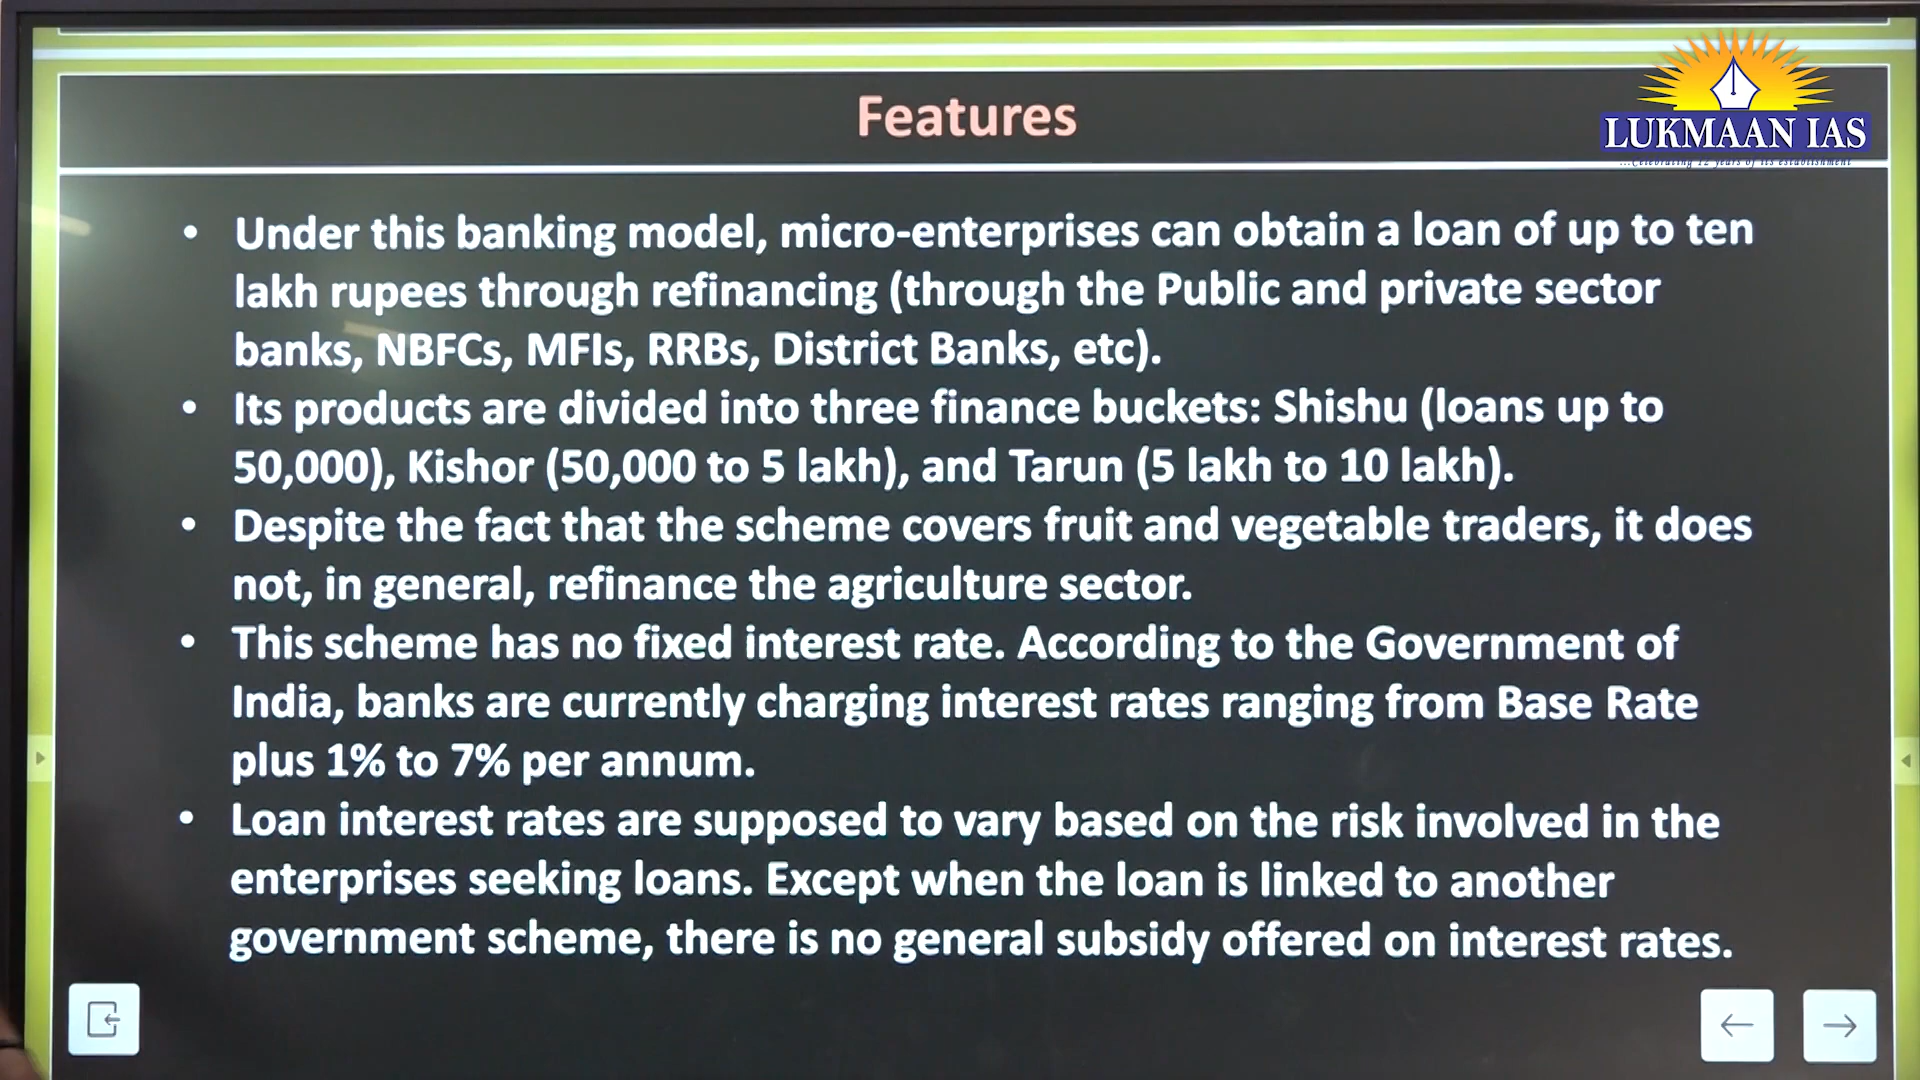 Features
LUKMAAN IAS
...Celebrating 12 years of its establishment
• Under this banking model, micro-enterprises can obtain a loan of up to ten
lakh rupees through refinancing (through the Public and private sector
banks, NBFCs, MFIs, RRBs, District Banks, etc).
• Its products are divided into three finance buckets: Shishu (loans up to
50,000), Kishor (50,000 to 5 lakh), and Tarun (5 lakh to 10 lakh).
• Despite the fact that the scheme covers fruit and vegetable traders, it does
not, in general, refinance the agriculture sector.
• This scheme has no fixed interest rate. According to the Government of
India, banks are currently charging interest rates ranging from Base Rate
plus 1% to 7% per annum.
• Loan interest rates are supposed to vary based on the risk involved in the
enterprises seeking loans. Except when the loan is linked to another
government scheme, there is no general subsidy offered on interest rates.